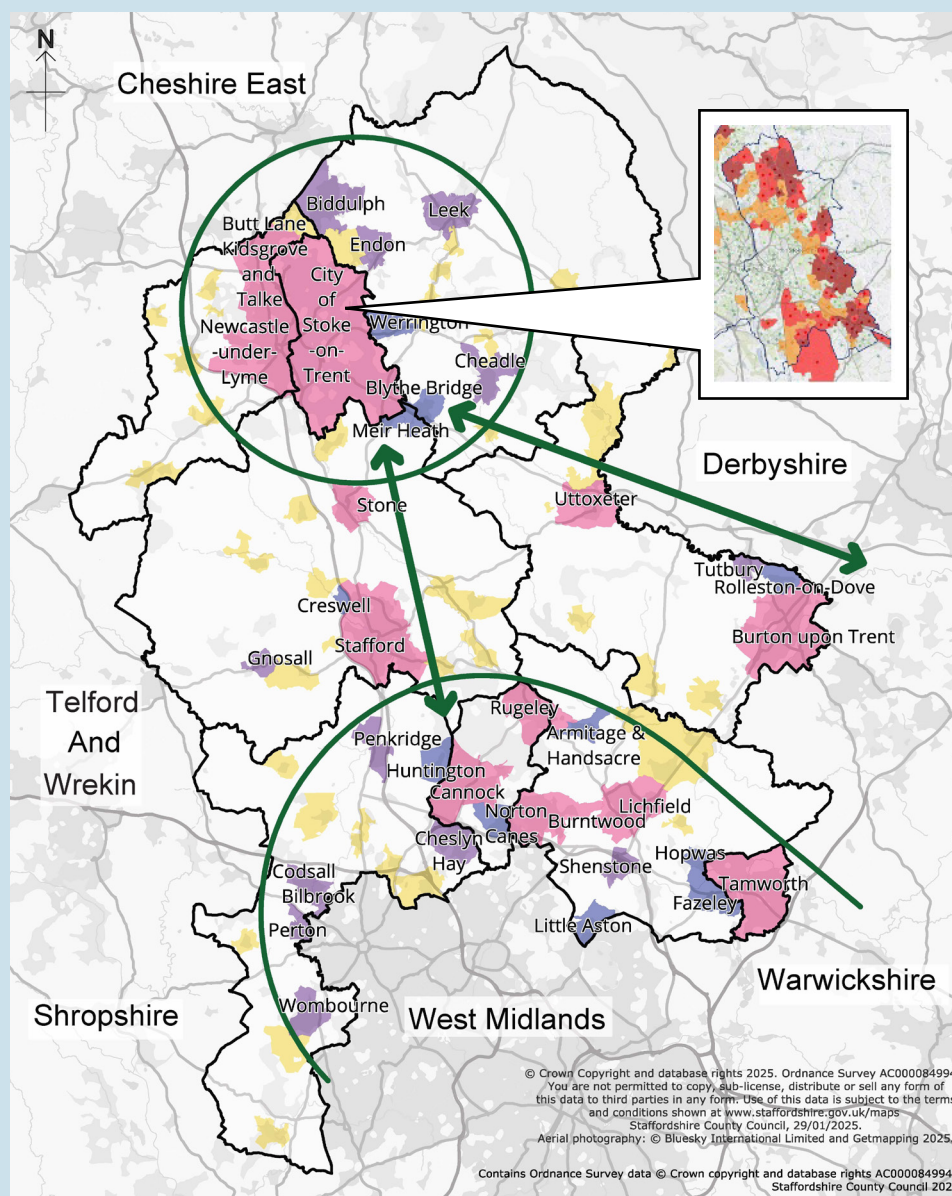 N
Cheshire East
Biddulph
Leek
Butt Lane
Endon
Kidsgrove
and
Talke
City
of
Stoke
-on-
Trent
Newcastle
-under-
Lyme
Werrington
Cheadle
Blythe Bridge
Meir Heath
Derbyshire
Stone
Uttoxeter
Tutbury
Rolleston-on-Dove
Creswell
Stafford
Burton upon Trent
Gnosall
Telford
And
Wrekin
Rugeley
Penkridge
Armitage &
Handsacre
Huntington
Cannock
Norton
Canes
Lichfield
Burntwood
Cheslyn
Hay
Shenstone
Hopwas
Codsall
Bilbrook
Tamworth
Fazeley
Perton
Little Aston
Warwickshire
Wombourne
Shropshire
West Midlands
© Crown Copyright and database rights 2025. Ordnance Survey AC000084994
You are not permitted to copy, sub-license, distribute or sell any form of
this data to third parties in any form. Use of this data is subject to the terms
and conditions shown at www.staffordshire.gov.uk/maps
Staffordshire County Council, 29/01/2025.
Aerial photography: © Bluesky International Limited and Getmapping 2025.
Contains Ordnance Survey data © Crown copyright and database rights AC000084994
Staffordshire County Council 202